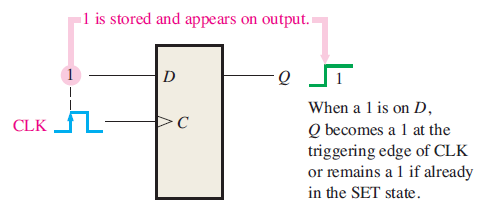 1 is stored and appears on output.
1
D
Q
1
CLK
C
When a 1 is on D,
Q becomes a 1 at the
triggering edge of CLK
or remains a 1 if already
in the SET state.